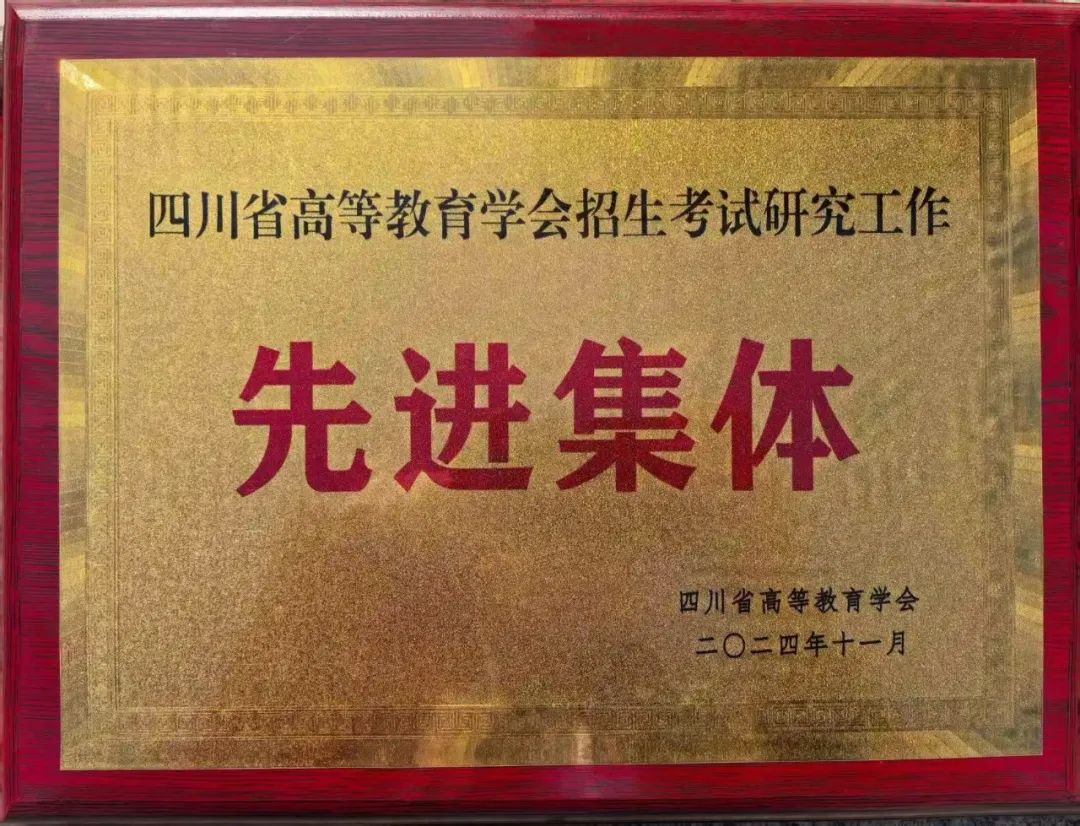 四川省高等教育学会招生考试研究工作
先进集体
四川省高等教育学会
二〇二四年十一月